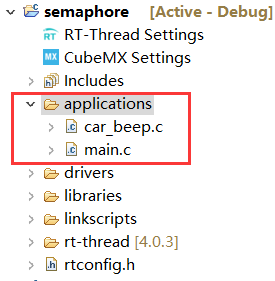 semaphore [Active - Debug]
RT-Thread Settings
CubeMX Settings
Includes
applications
car_beep.c
main.c
drivers
libraries
linkscripts
rt-thread [4.0.3]
rtconfig.h